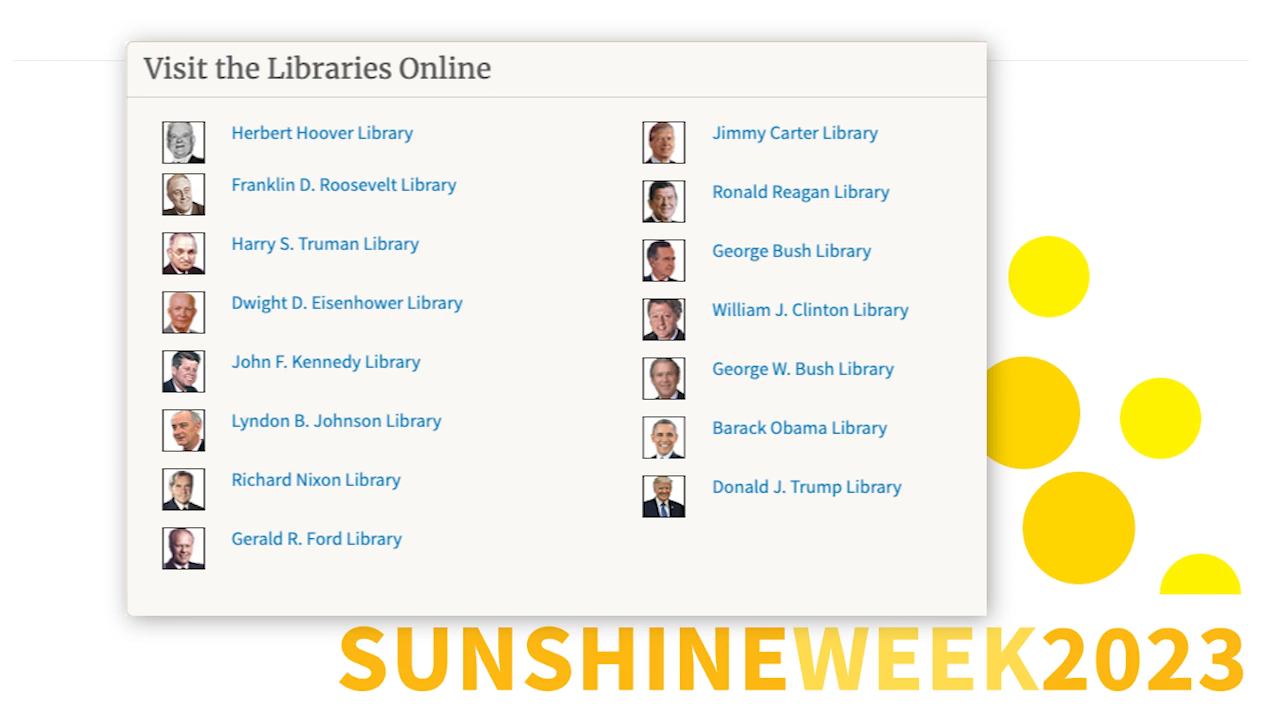 Visit the Libraries Online
Herbert Hoover Library
Franklin D. Roosevelt Library
Harry S. Truman Library
Dwight D. Eisenhower Library
John F. Kennedy Library
Lyndon B. Johnson Library
Richard Nixon Library
Gerald R. Ford Library
Jimmy Carter Library
Ronald Reagan Library
George Bush Library
William J. Clinton Library
George W. Bush Library
Barack Obama Library
Donald J. Trump Library
SUNSHINEWEEK2023